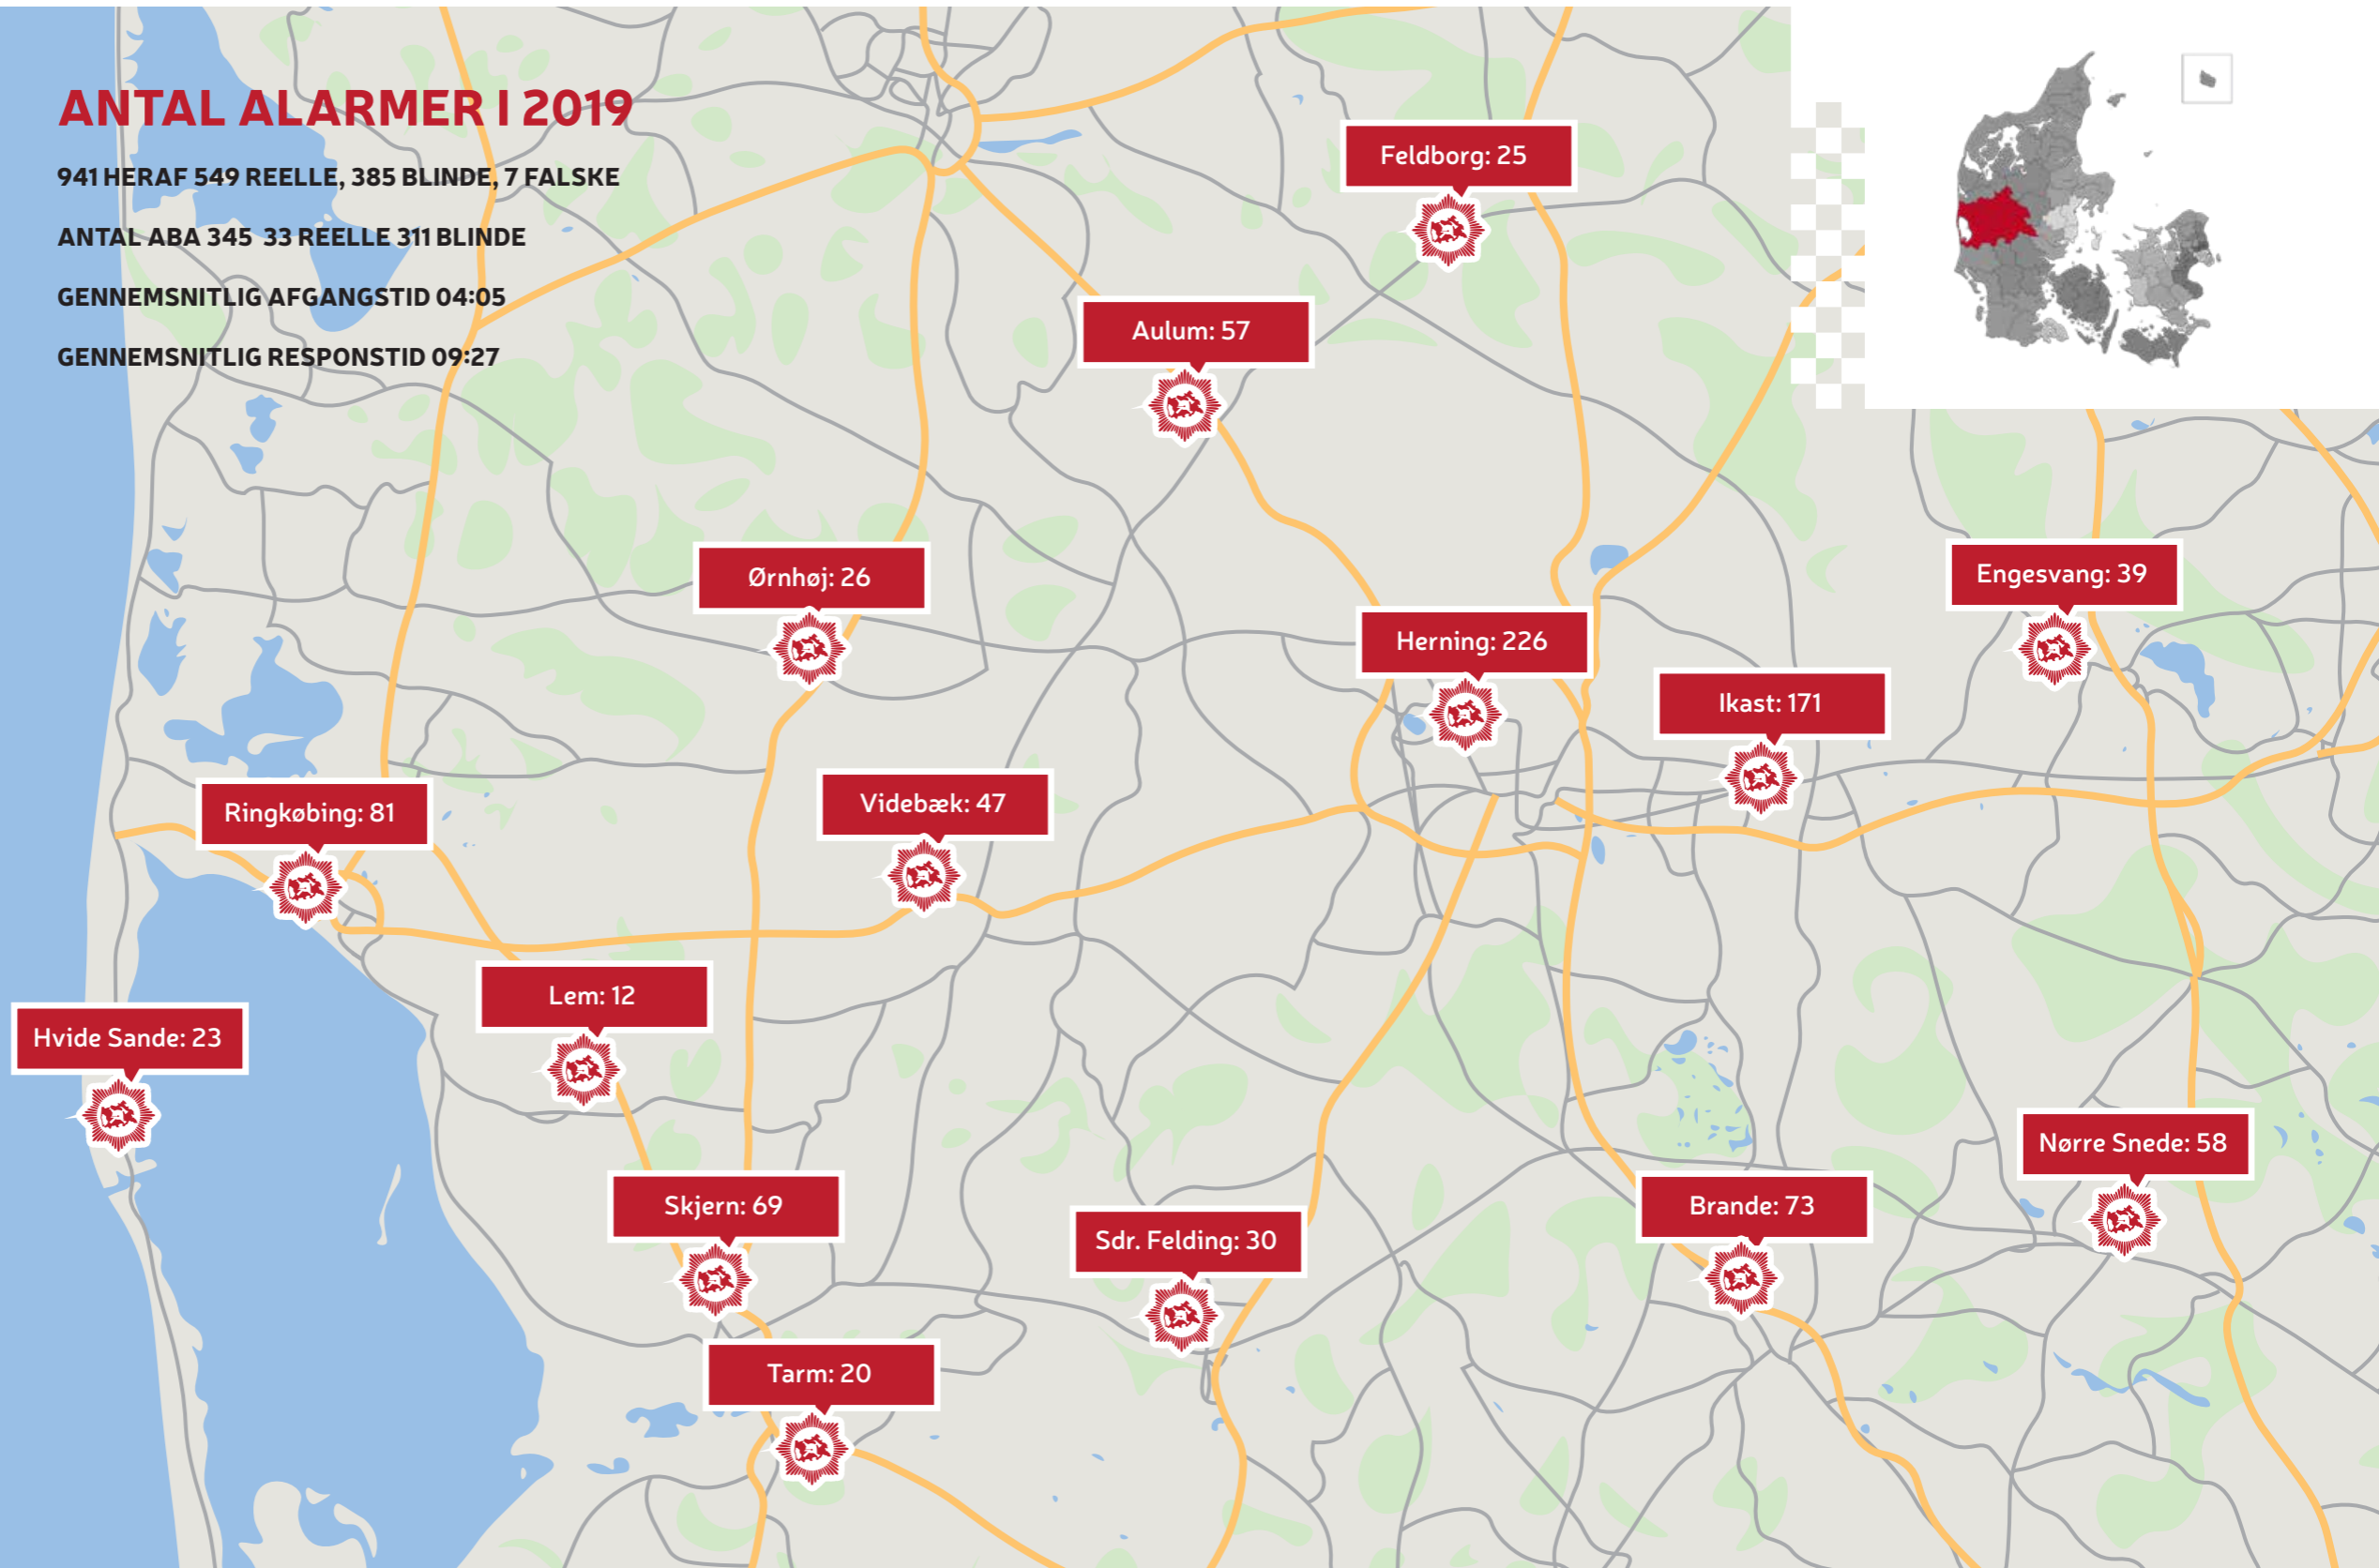 ANTAL ALARMER I 2019
941 HERAF 549 REELLE, 385 BLINDE, 7 FALSKE
ANTAL ABA 345 33 REELLE 311 BLINDE
GENNEMSNITLIG AFGANGSTID 04:05
GENNEMSNITLIG RESPONSTID 09:27
Feldborg: 25
Aulum: 57
Ørnhøj: 26
Engesvang: 39
Herning: 226
Ikast: 171
Ringkøbing: 81
Videbæk: 47
Lem: 12
Hvide Sande: 23
Nørre Snede: 58
Skjern: 69
Sdr. Felding: 30
Brande: 73
Tarm: 20